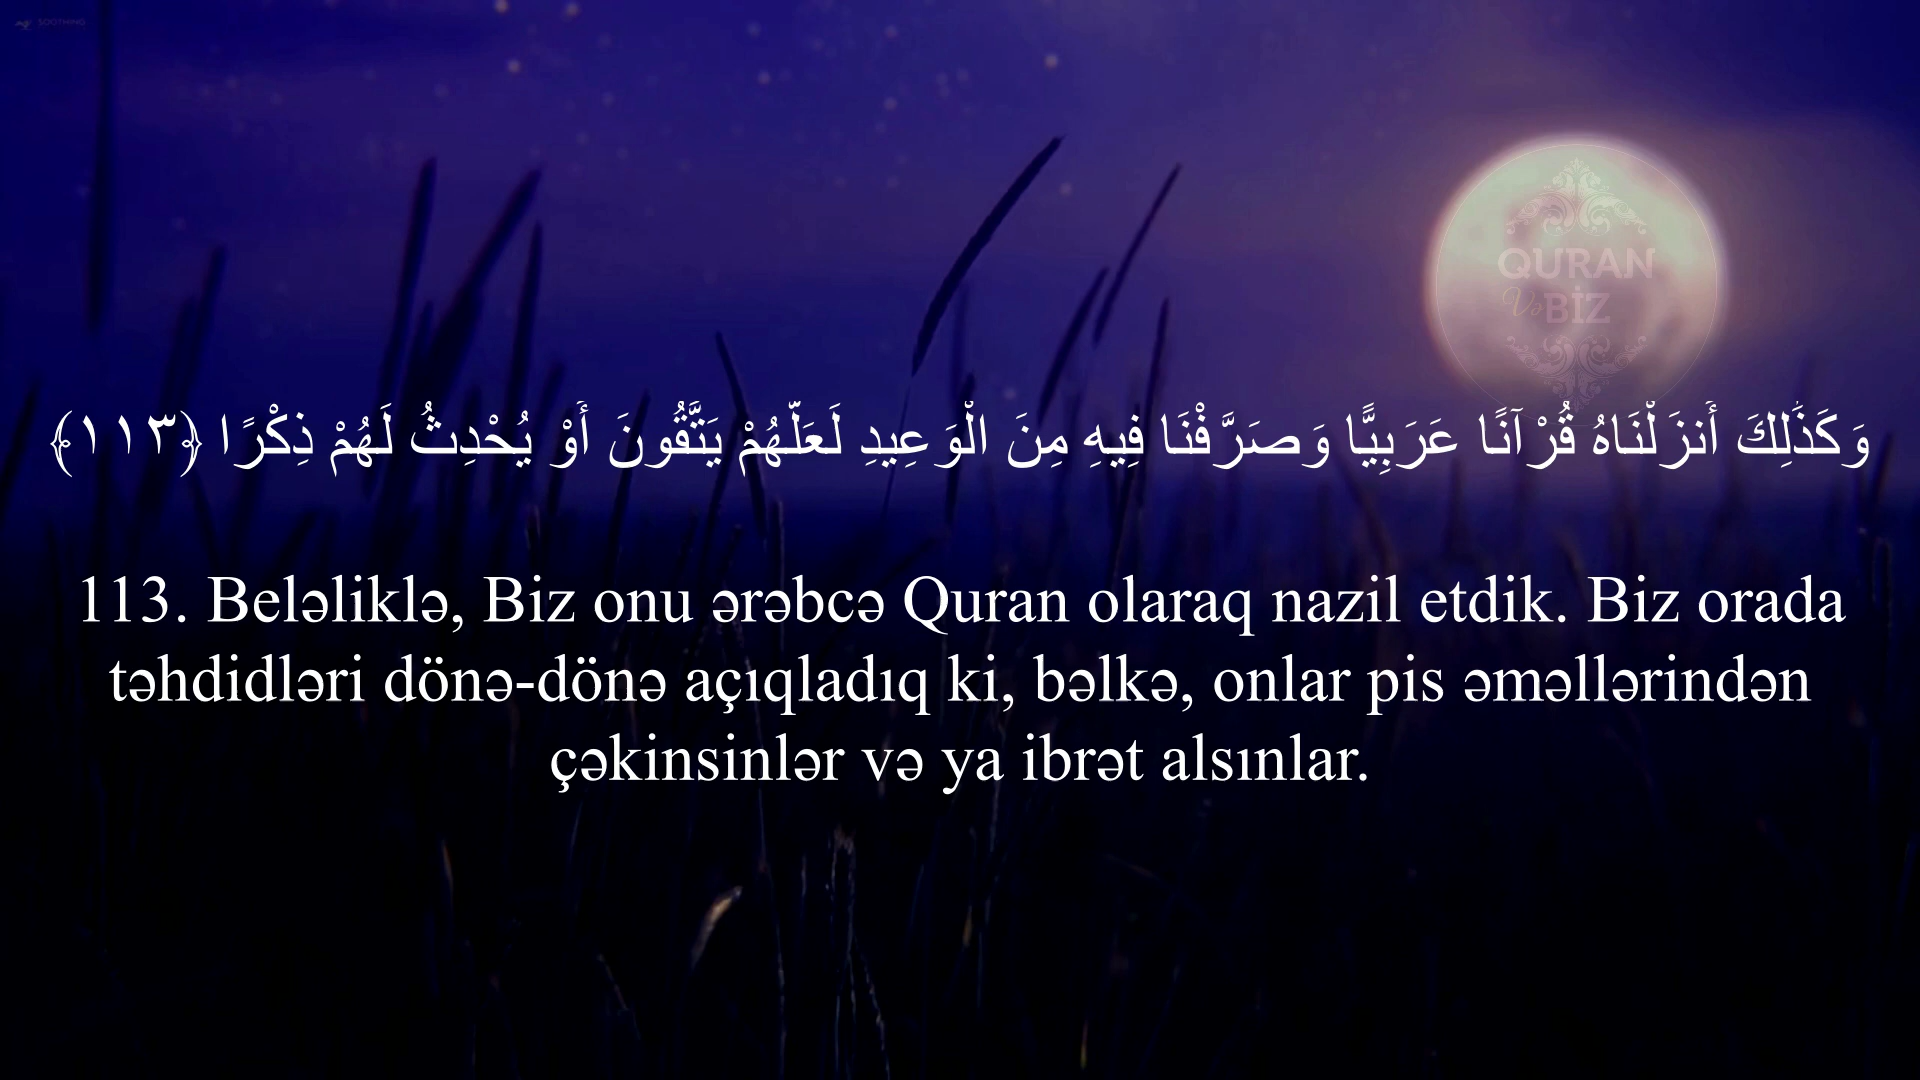 SOOTHING
QURAN
Və BİZ
وَكَذَٰلِكَ أَنزَلْنَاهُ قُرْآنًا عَرَبِيًّا وَصَرَّفْنَا فِيهِ مِنَ الْوَعِيدِ لَعَلَّهُمْ يَتَّقُونَ أَوْ يُحْدِثُ لَهُمْ ذِكْرًا ﴿١١٣﴾
113. Beləliklə, Biz onu ərəbcə Quran olaraq nazil etdik. Biz orada
təhdidləri dönə-dönə açıqladıq ki, bəlkə, onlar pis əməllərindən
çəkinsinlər və ya ibrət alsınlar.